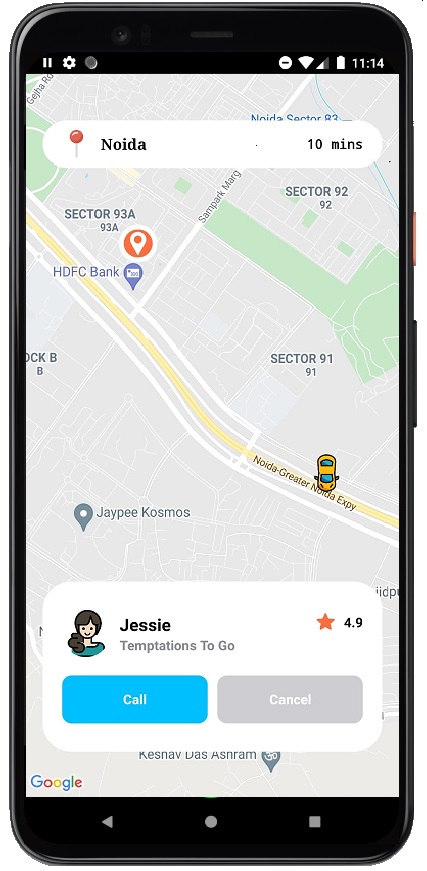 11:14
Gejha Rd
Noida Sector 83
Noida
10 mins
Sampark Marg
SECTOR 92
92
SECTOR 93A
93A
HDFC Bank
OCK B
B
SECTOR 91
91
Noida-Greater Noida Expy
Jaypee Kosmos
Jessie
4.9
Temptations To Go
Call
Cancel
Keshav Das Ashram
Google